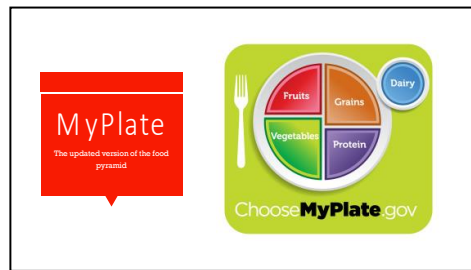 MyPlate
The updated version of the food
pyramid
Fruits
Grains
Dairy
Vegetables
Protein
ChooseMyPlate.gov